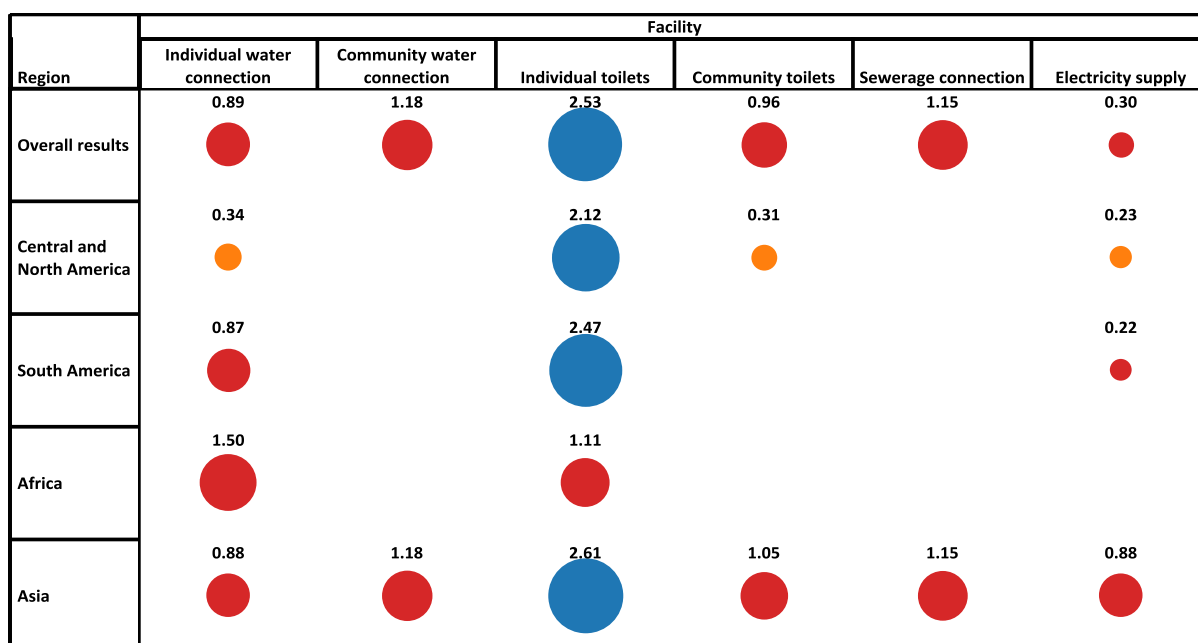 Facility
Region
Individual water
connection
Community water
connection
Individual toilets
Community toilets
Sewerage connection
Electricity supply
Overall results
0.89
1.18
2.53
0.96
1.15
0.30
Central and
North America
0.34
2.12
0.31
0.23
South America
0.87
2.47
0.22
Africa
1.50
1.11
Asia
0.88
1.18
2.61
1.05
1.15
0.88